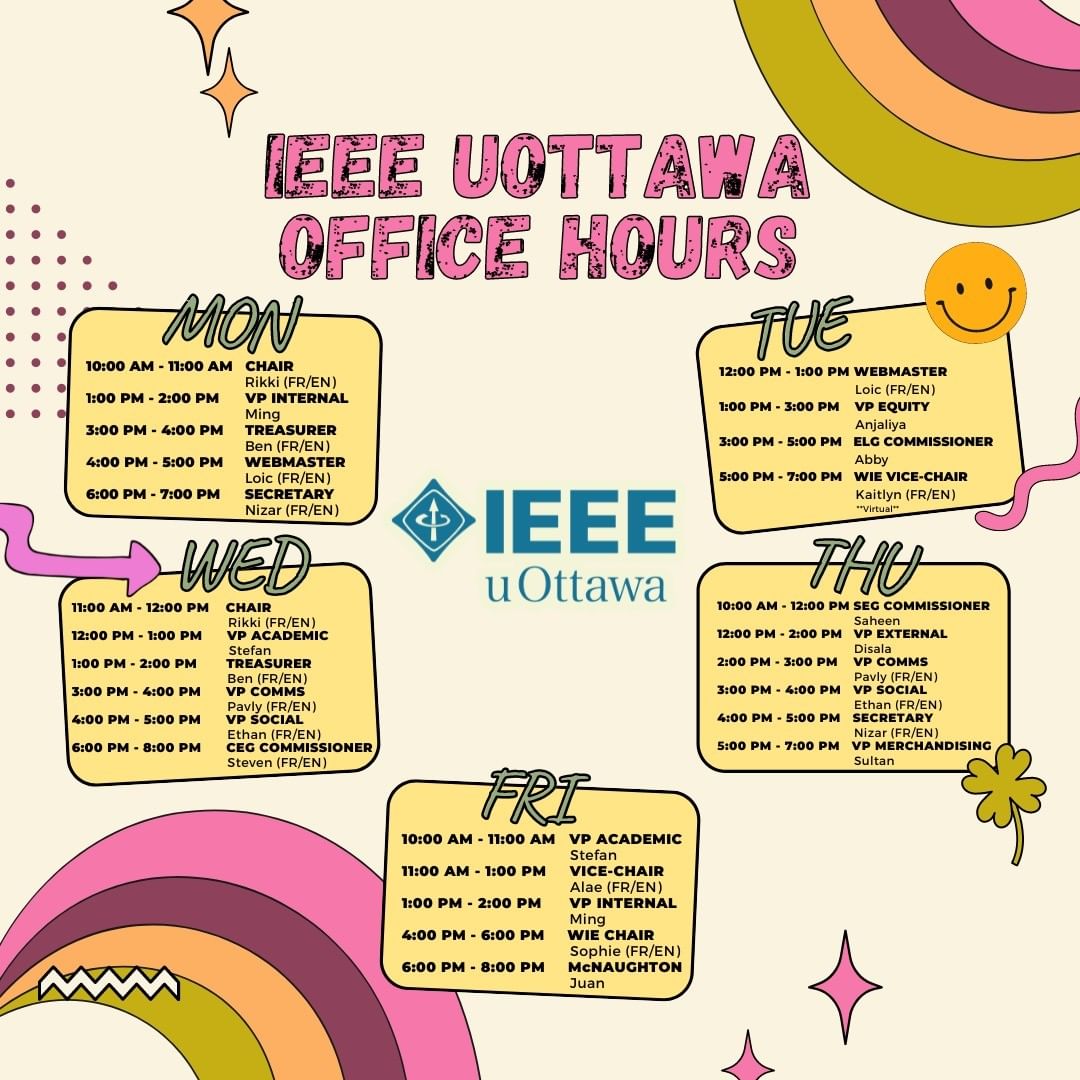 IEEE UOTTAWA
OFFICE HOURS
MON
10:00 AM - 11:00 AM CHAIR
Rikki (FR/EN)
1:00 PM - 2:00 PM VP INTERNAL
Ming
3:00 PM - 4:00 PM TREASURER
Ben (FR/EN)
4:00 PM - 5:00 PM WEBMASTER
Loic (FR/EN)
6:00 PM - 7:00 PM SECRETARY
Nizar (FR/EN)
TUE
12:00 PM - 1:00 PM WEBMASTER
Loic (FR/EN)
1:00 PM - 3:00 PM VP EQUITY
Anjaliya
3:00 PM - 5:00 PM ELG COMMISSIONER
Abby
5:00 PM - 7:00 PM WIE VICE-CHAIR
Kaitlyn (FR/EN)
**Virtual**
IEEE
uOttawa
WED
11:00 AM - 12:00 PM CHAIR
Rikki (FR/EN)
12:00 PM - 1:00 PM VP ACADEMIC
Stefan
1:00 PM - 2:00 PM TREASURER
Ben (FR/EN)
3:00 PM - 4:00 PM VP COMMS
Pavly (FR/EN)
4:00 PM - 5:00 PM VP SOCIAL
Ethan (FR/EN)
6:00 PM - 8:00 PM CEG COMMISSIONER
Steven (FR/EN)
THU
10:00 AM - 12:00 PM SEG COMMISSIONER
Saheen
12:00 PM - 2:00 PM VP EXTERNAL
Disala
2:00 PM - 3:00 PM VP COMMS
Pavly (FR/EN)
3:00 PM - 4:00 PM VP SOCIAL
Ethan (FR/EN)
4:00 PM - 5:00 PM SECRETARY
Nizar (FR/EN)
5:00 PM - 7:00 PM VP MERCHANDISING
Sultan
FRI
10:00 AM - 11:00 AM VP ACADEMIC
Stefan
11:00 AM - 1:00 PM VICE-CHAIR
Alae (FR/EN)
1:00 PM - 2:00 PM VP INTERNAL
Ming
4:00 PM - 6:00 PM WIE CHAIR
Sophie (FR/EN)
6:00 PM - 8:00 PM McNAUGHTON
Juan